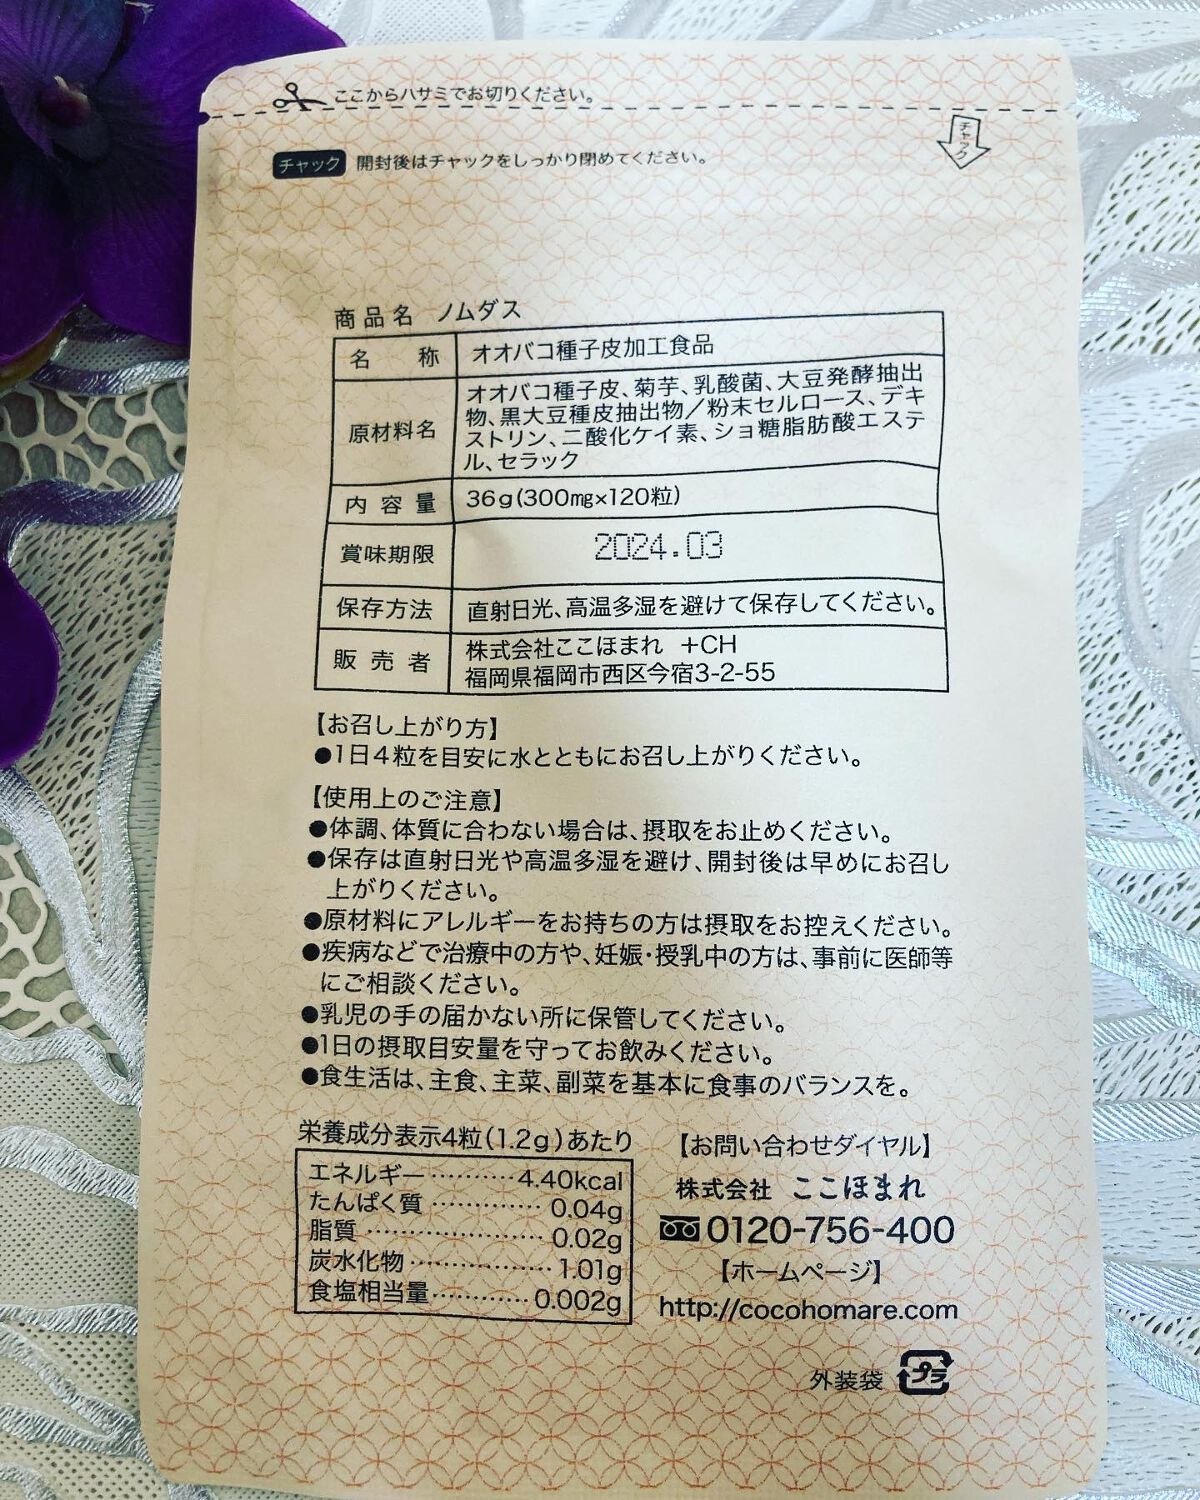 ここからハサミでお切りください。
チャック
チャック 開封後はチャックをしっかり閉めてください。
商品名 ノムダス
名称 オオバコ種子皮加工食品
原材料名 オオバコ種子皮、菊芋、乳酸菌、大豆発酵抽出
物、黒大豆種皮抽出物／粉末セルロース、デキ
ストリン、二酸化ケイ素、ショ糖脂肪酸エステ
ル、セラック
内容量 36g(300mg×120粒)
賞味期限 2024.03
保存方法 直射日光、高温多湿を避けて保存してください。
販売者 株式会社ここほまれ +CH
福岡県福岡市西区今宿3-2-55
【お召し上がり方】
●1日4粒を目安に水とともにお召し上がりください。
【使用上のご注意】
●体調、体質に合わない場合は、摂取をお止めください。
●保存は直射日光や高温多湿を避け、開封後は早めにお召し
上がりください。
●原材料にアレルギーをお持ちの方は摂取をお控えください。
●疾病などで治療中の方や、妊娠・授乳中の方は、事前に医師等
にご相談ください。
●乳児の手の届かない所に保管してください。
●1日の摂取目安量を守ってお飲みください。
●食生活は、主食、主菜、副菜を基本に食事のバランスを。
栄養成分表示4粒(1.2g)あたり
エネルギー‥‥‥‥‥4.40kcal
たんぱく質‥‥‥‥‥‥0.04g
脂質‥‥‥‥‥‥‥‥‥0.02g
炭水化物‥‥‥‥‥‥‥1.01g
食塩相当量‥‥‥‥‥0.002g
【お問い合わせダイヤル】
株式会社 ここほまれ
0120-756-400
【ホームページ】
http://cocohomare.com
外装袋 プラ